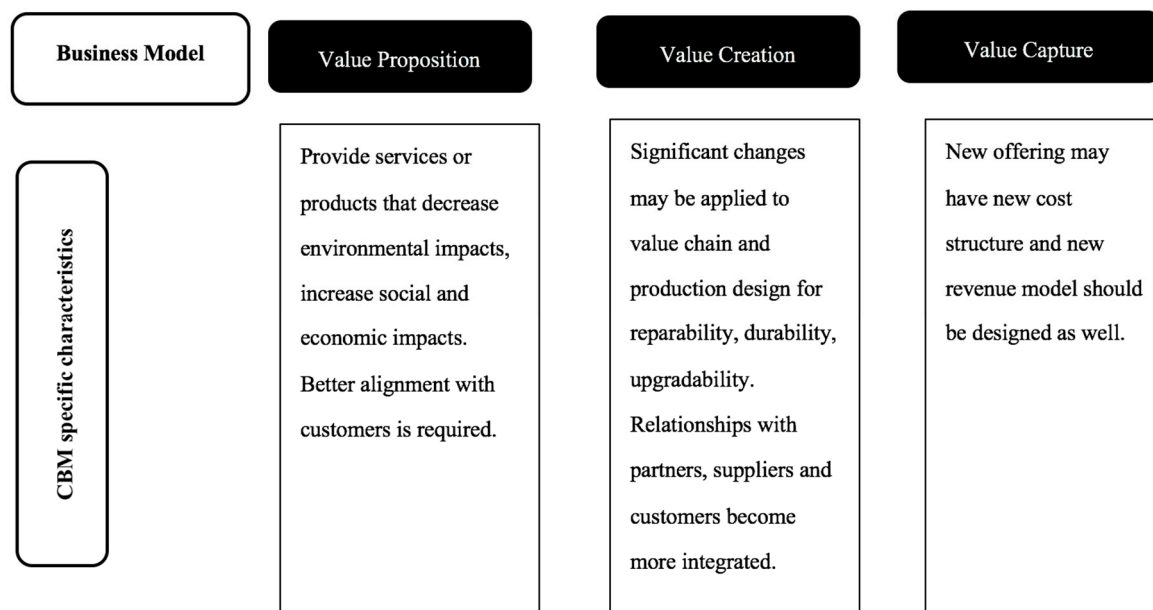 Business Model
Value Proposition
Value Creation
Value Capture
CBM specific characteristics
Provide services or
products that decrease
environmental impacts,
increase social and
economic impacts.
Better alignment with
customers is required.
Significant changes
may be applied to
value chain and
production design for
reparability, durability,
upgradability.
Relationships with
partners, suppliers and
customers become
more integrated.
New offering may
have new cost
structure and new
revenue model should
be designed as well.